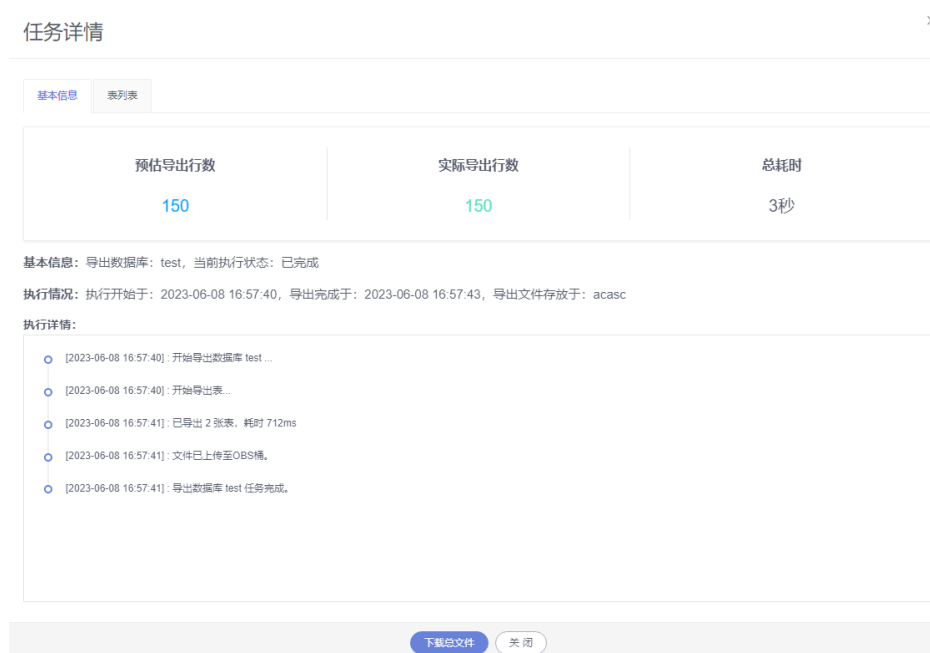 任务详情
基本信息 表列表
预估导出行数 实际导出行数 总耗时
150 150 3秒
基本信息：导出数据库：test，当前执行状态：已完成
执行情况：执行开始于：2023-06-08 16:57:40，导出完成于：2023-06-08 16:57:43，导出文件存放于：acasc
执行详情：
[2023-06-08 16:57:40] : 开始导出数据库 test ...
[2023-06-08 16:57:40] : 开始导出表...
[2023-06-08 16:57:41] : 已导出 2 张表，耗时 712ms
[2023-06-08 16:57:41] : 文件已上传至OBS桶。
[2023-06-08 16:57:41] : 导出数据库 test 任务完成。
下载总文件 关 闭